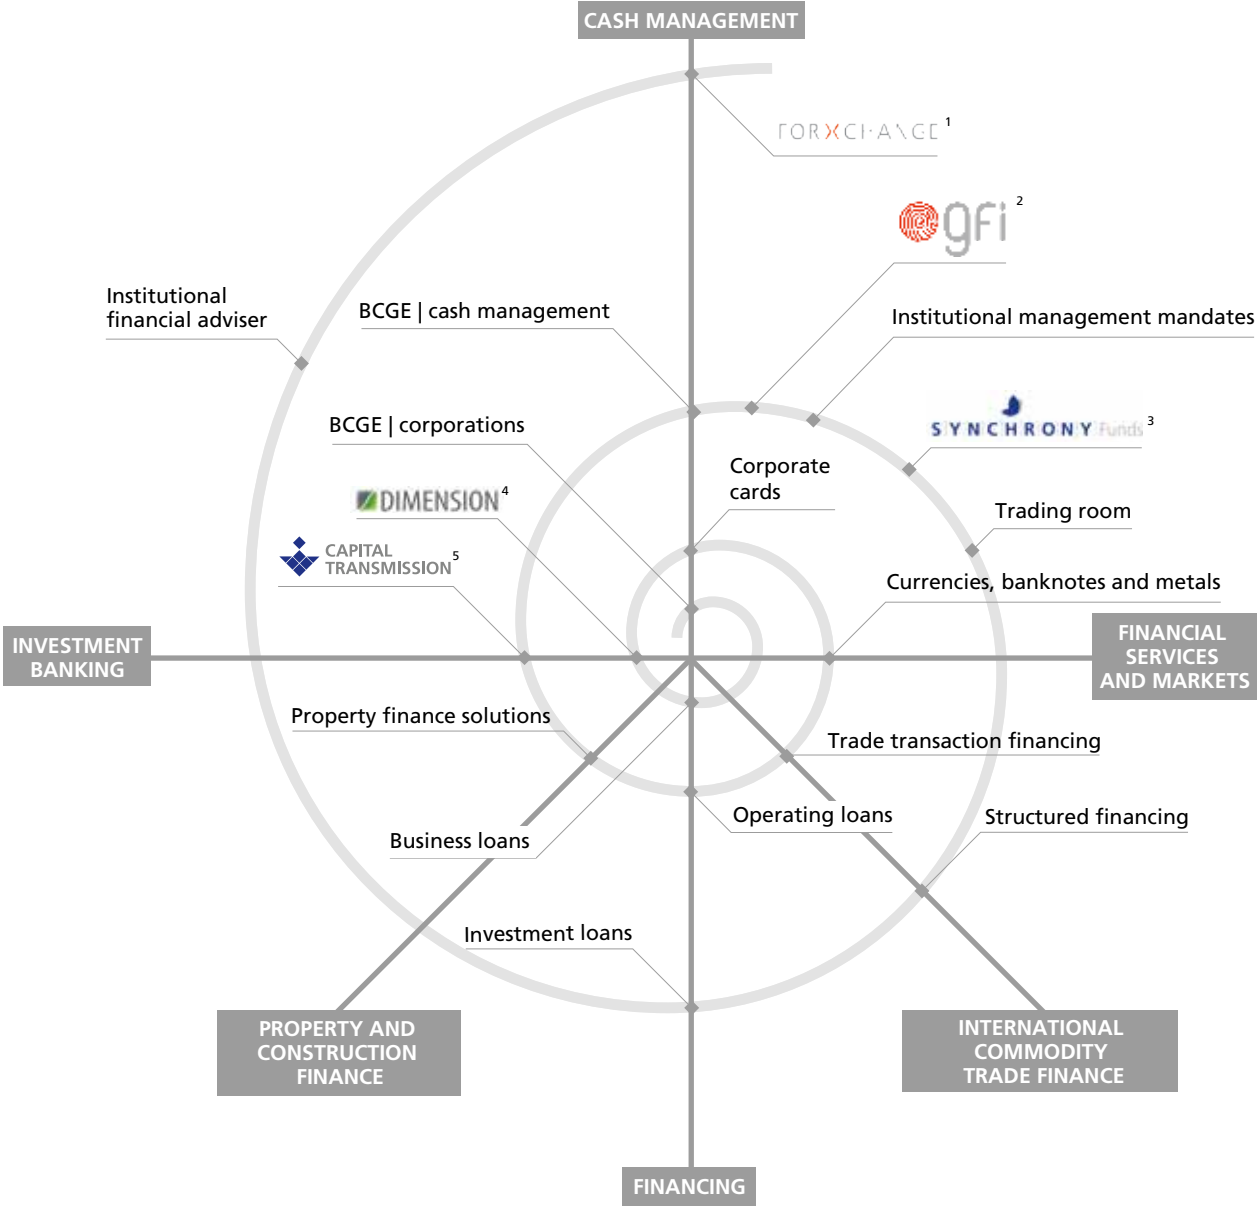 CASH MANAGEMENT
FORXCHANGE 1
gfi 2
Institutional
financial adviser
BCGE | cash management
Institutional management mandates
BCGE | corporations
SYNCHRONY Funds 3
Corporate
cards
DIMENSION 4
Trading room
CAPITAL
TRANSMISSION 5
Currencies, banknotes and metals
INVESTMENT
BANKING
FINANCIAL
SERVICES
AND MARKETS
Property finance solutions
Trade transaction financing
Operating loans
Structured financing
Business loans
Investment loans
PROPERTY AND
CONSTRUCTION
FINANCE
INTERNATIONAL
COMMODITY
TRADE FINANCE
FINANCING